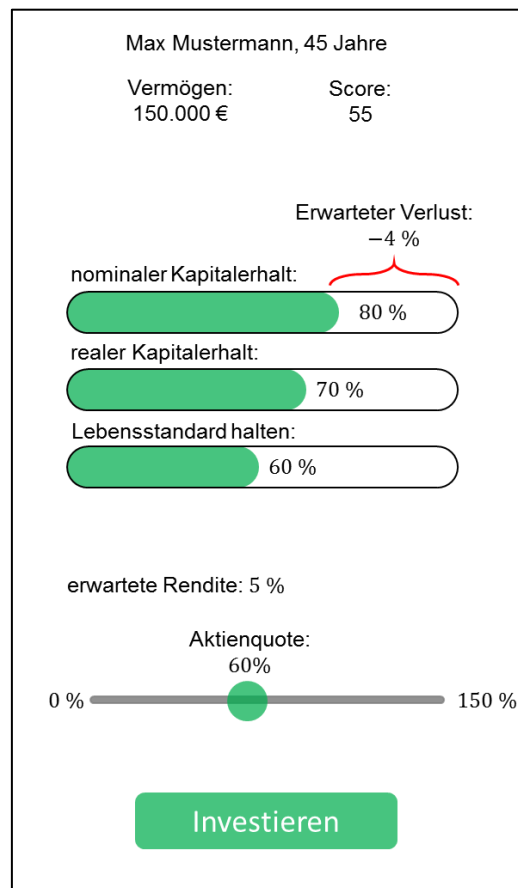 Max Mustermann, 45 Jahre
Vermögen: Score:
150.000 € 55
Erwarteter Verlust:
−4 %
nominaler Kapitalerhalt:
80 %
realer Kapitalerhalt:
70 %
Lebensstandard halten:
60 %
erwartete Rendite: 5 %
Aktienquote:
60%
0 % 150 %
Investieren